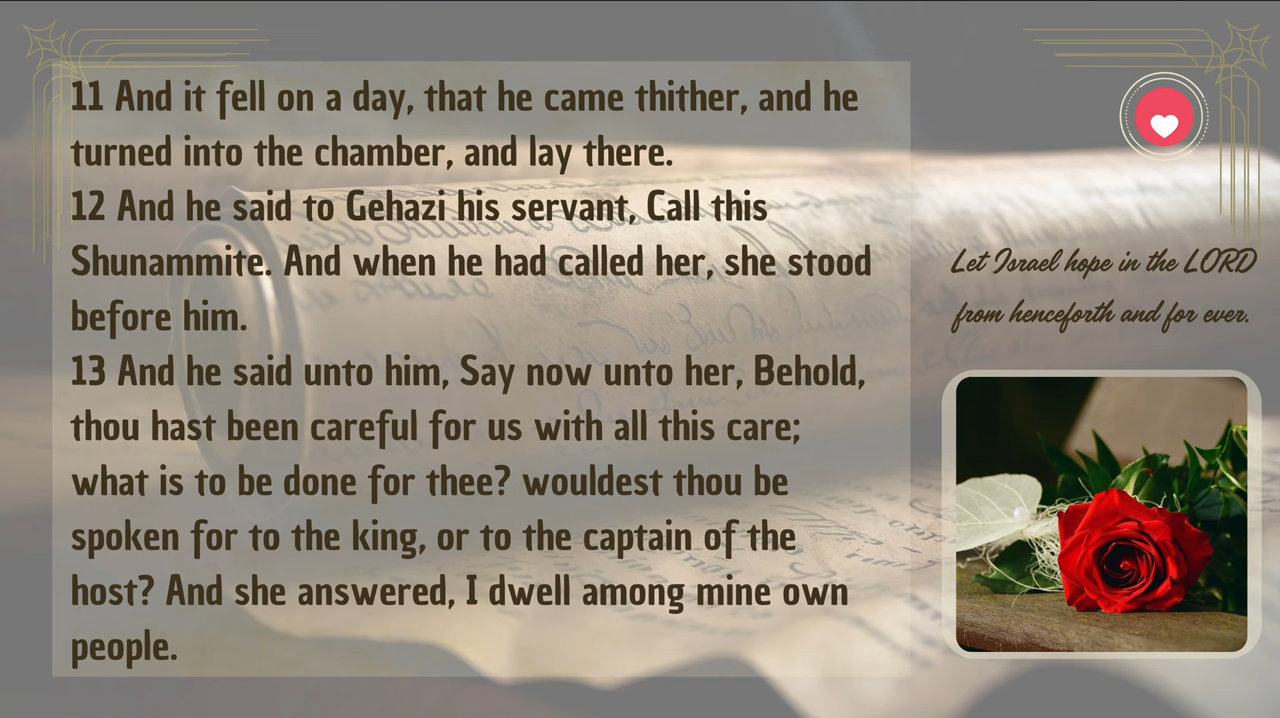 11 And it fell on a day, that he came thither, and he
turned into the chamber, and lay there.
12 And he said to Gehazi his servant, Call this
Shunammite. And when he had called her, she stood
before him.
13 And he said unto him, Say now unto her, Behold,
thou hast been careful for us with all this care;
what is to be done for thee? wouldest thou be
spoken for to the king, or to the captain of the
host? And she answered, I dwell among mine own
people.
Let Israel hope in the LORD
from henceforth and for ever.